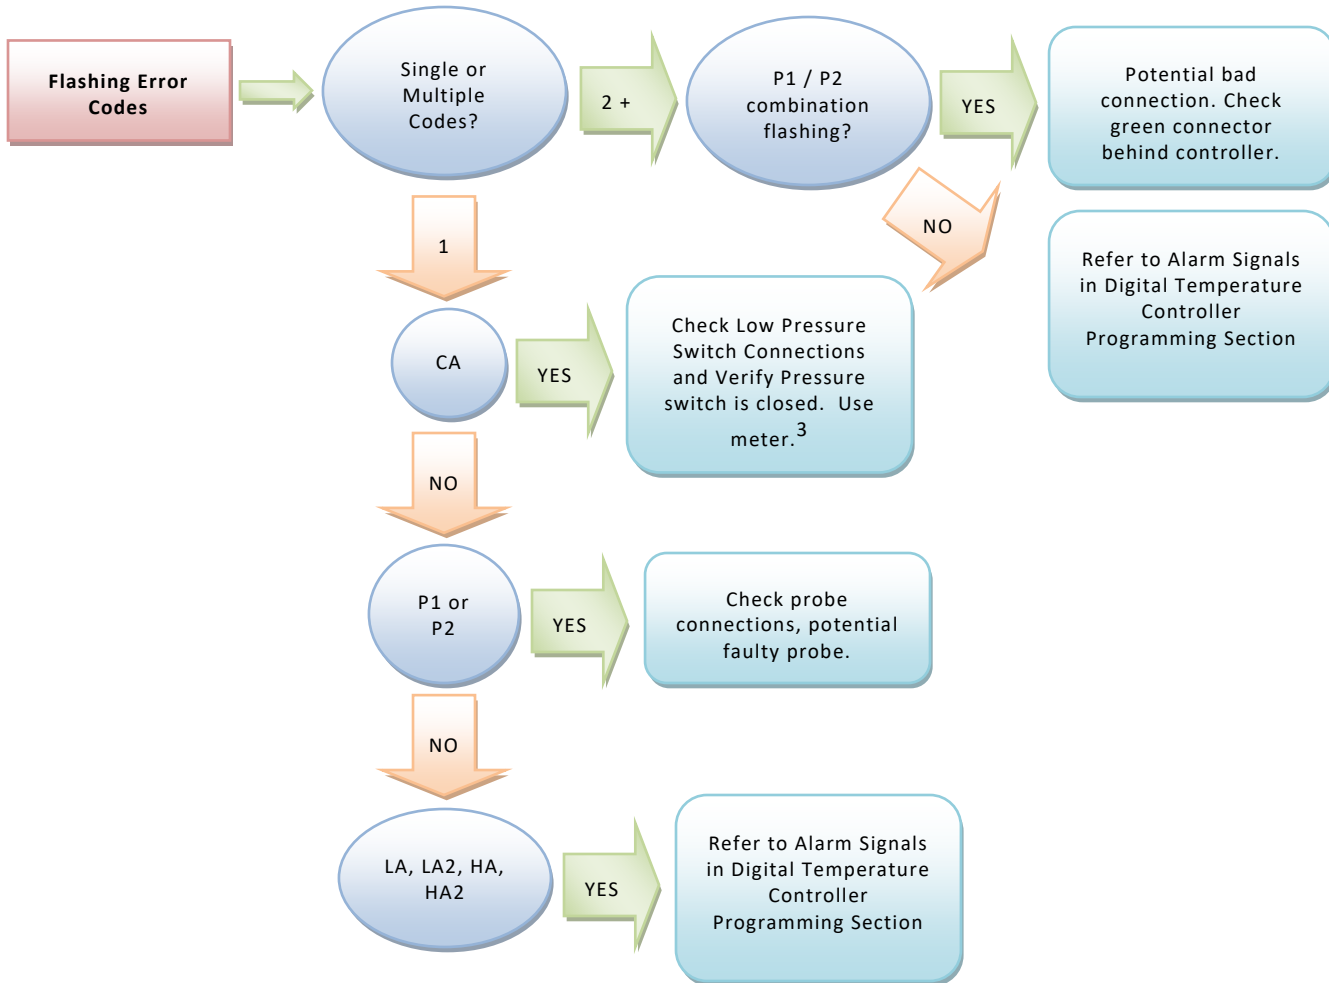 Flashing Error
Codes
Single or
Multiple
Codes?
2 +
P1 / P2
combination
flashing?
YES
Potential bad
connection. Check
green connector
behind controller.
NO
Refer to Alarm Signals
in Digital Temperature
Controller
Programming Section
1
CA
YES
Check Low Pressure
Switch Connections
and Verify Pressure
switch is closed.  Use
meter.3
NO
P1 or
P2
YES
Check probe
connections, potential
faulty probe.
NO
LA, LA2, HA,
HA2
YES
Refer to Alarm Signals
in Digital Temperature
Controller
Programming Section